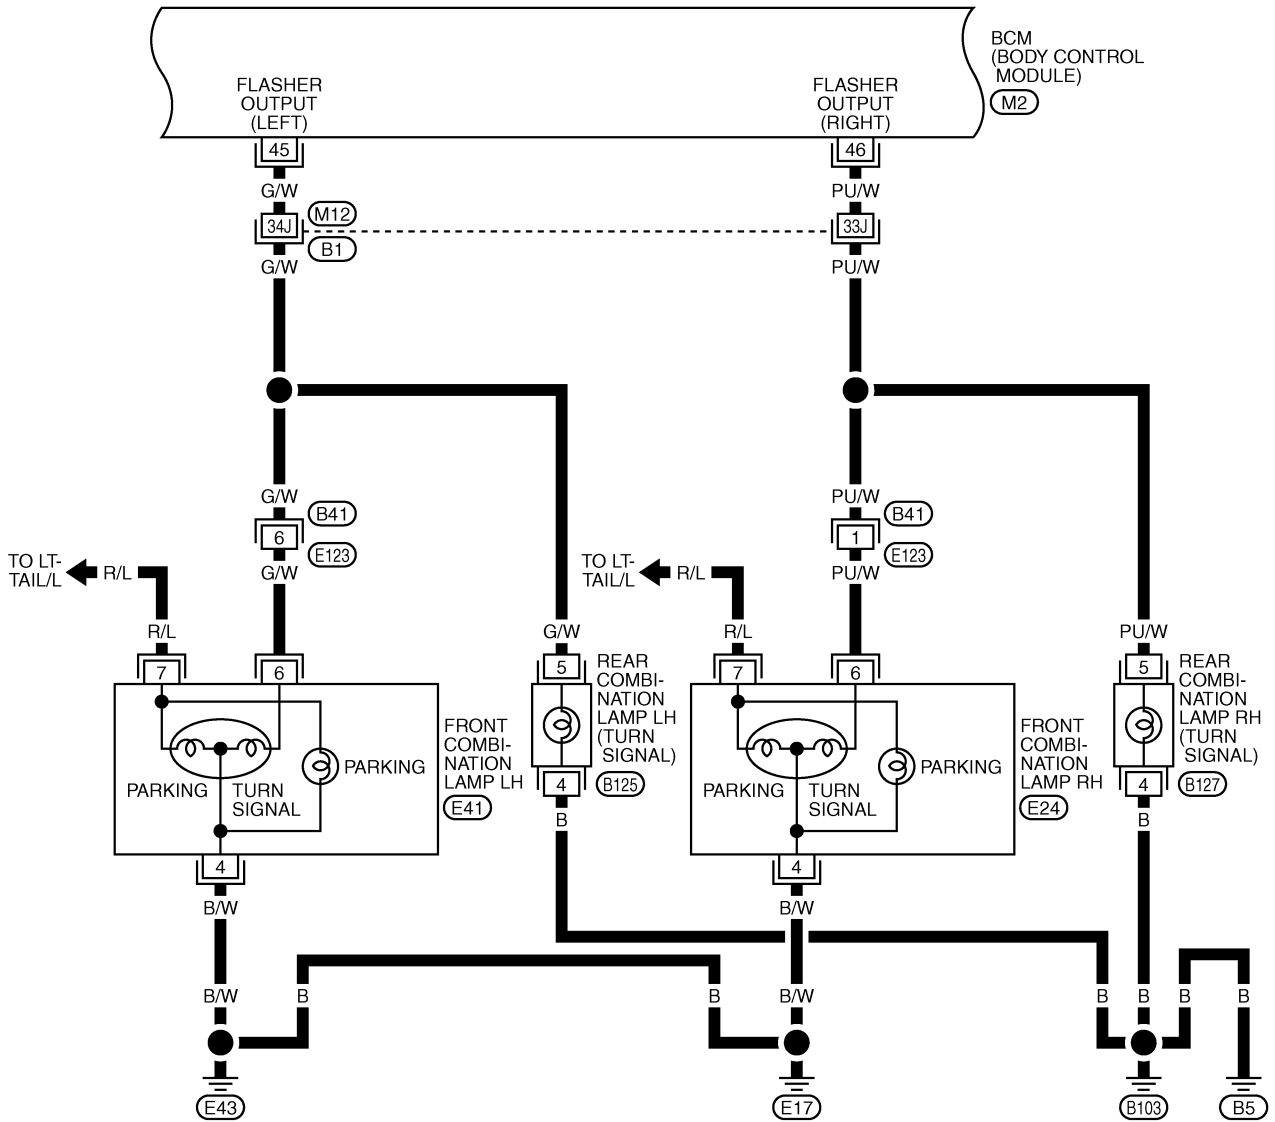 BCM
(BODY CONTROL
MODULE)
M2
FLASHER
OUTPUT
(LEFT)
FLASHER
OUTPUT
(RIGHT)
45
46
G/W
PU/W
34J
M12
B1
33J
G/W
PU/W
G/W
PU/W
6
B41
E123
1
B41
E123
G/W
PU/W
TO LT-
TAIL/L
R/L
TO LT-
TAIL/L
R/L
R/L
G/W
R/L
PU/W
7
6
5
7
6
5
REAR
COMBI-
NATION
LAMP LH
(TURN
SIGNAL)
B125
REAR
COMBI-
NATION
LAMP RH
(TURN
SIGNAL)
B127
FRONT
COMBI-
NATION
LAMP LH
E41
FRONT
COMBI-
NATION
LAMP RH
E24
PARKING
TURN
SIGNAL
PARKING
PARKING
TURN
SIGNAL
PARKING
4
4
B
B
4
4
B/W
B/W
B/W
B
B
B/W
B
B
B
B
E43
E17
B103
B5